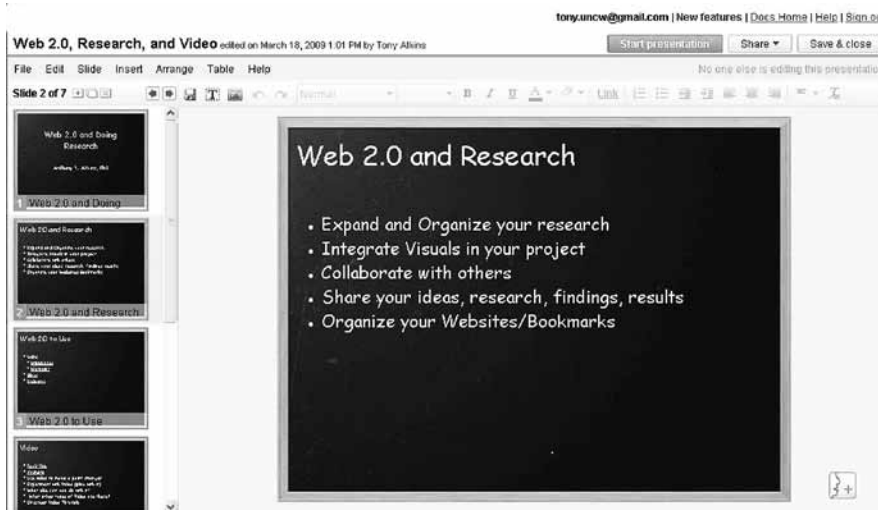 tony.uncw@gmail.com | New features | Docs Home | Help | Sign ou
Web 2.0, Research, and Video edited on March 18, 2009 1:01 PM by Tony Atkins
Start presentation Share Save & close
File Edit Slide Insert Arrange Table Help
No one else is editing this presentatio
Slide 2 of 7
Normal
B I U A Link
Web 2.0 and Doing
Research
1 Web 2.0 and Doing
Web 2.0 and Research
2 Web 2.0 and Research
Web 2.0 to Use
3 Web 2.0 to Use
Video
Web 2.0 and Research
• Expand and Organize your research
• Integrate Visuals in your project
• Collaborate with others
• Share your ideas, research, findings, results
• Organize your Websites/Bookmarks